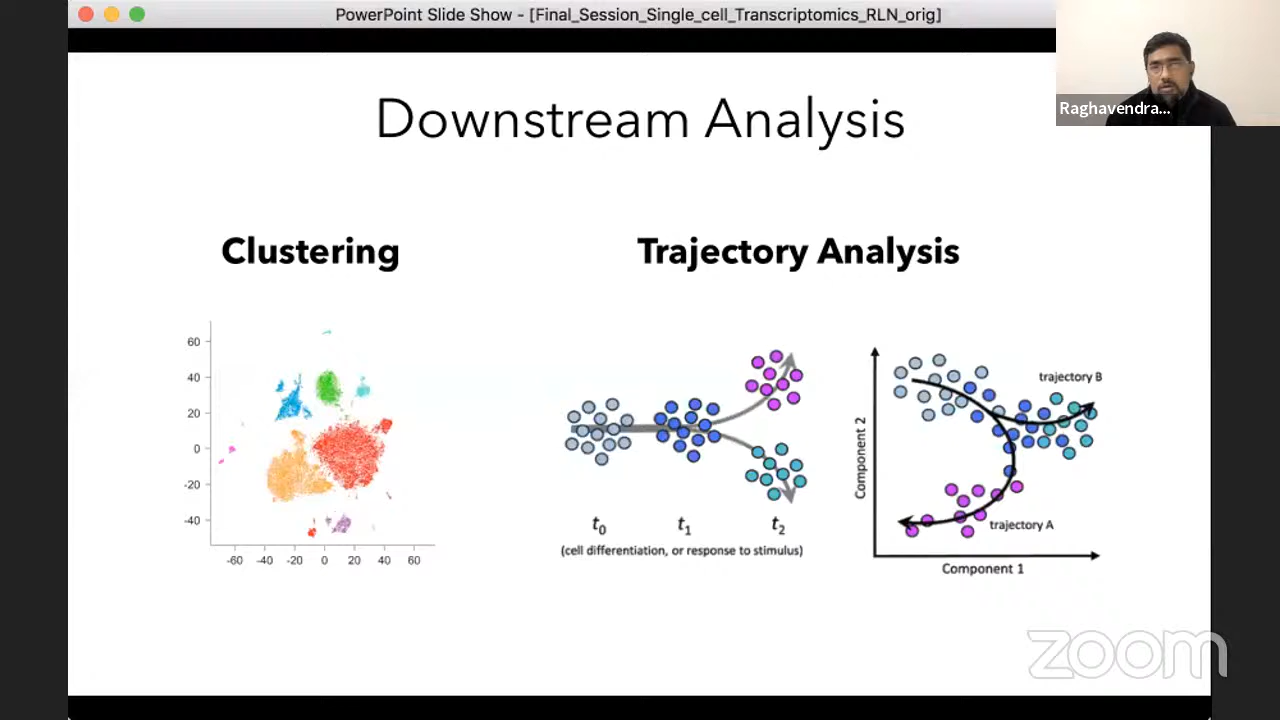 PowerPoint Slide Show - [Final_Session_Single_cell_Transcriptomics_RLN_orig]
Raghavendra...
Downstream Analysis
Clustering
Trajectory Analysis
60
40
20
0
-20
-40
-60 -40 -20 0 20 40 60
t0 t1 t2
(cell differentiation, or response to stimulus)
Component 2
trajectory B
trajectory A
Component 1
zoom